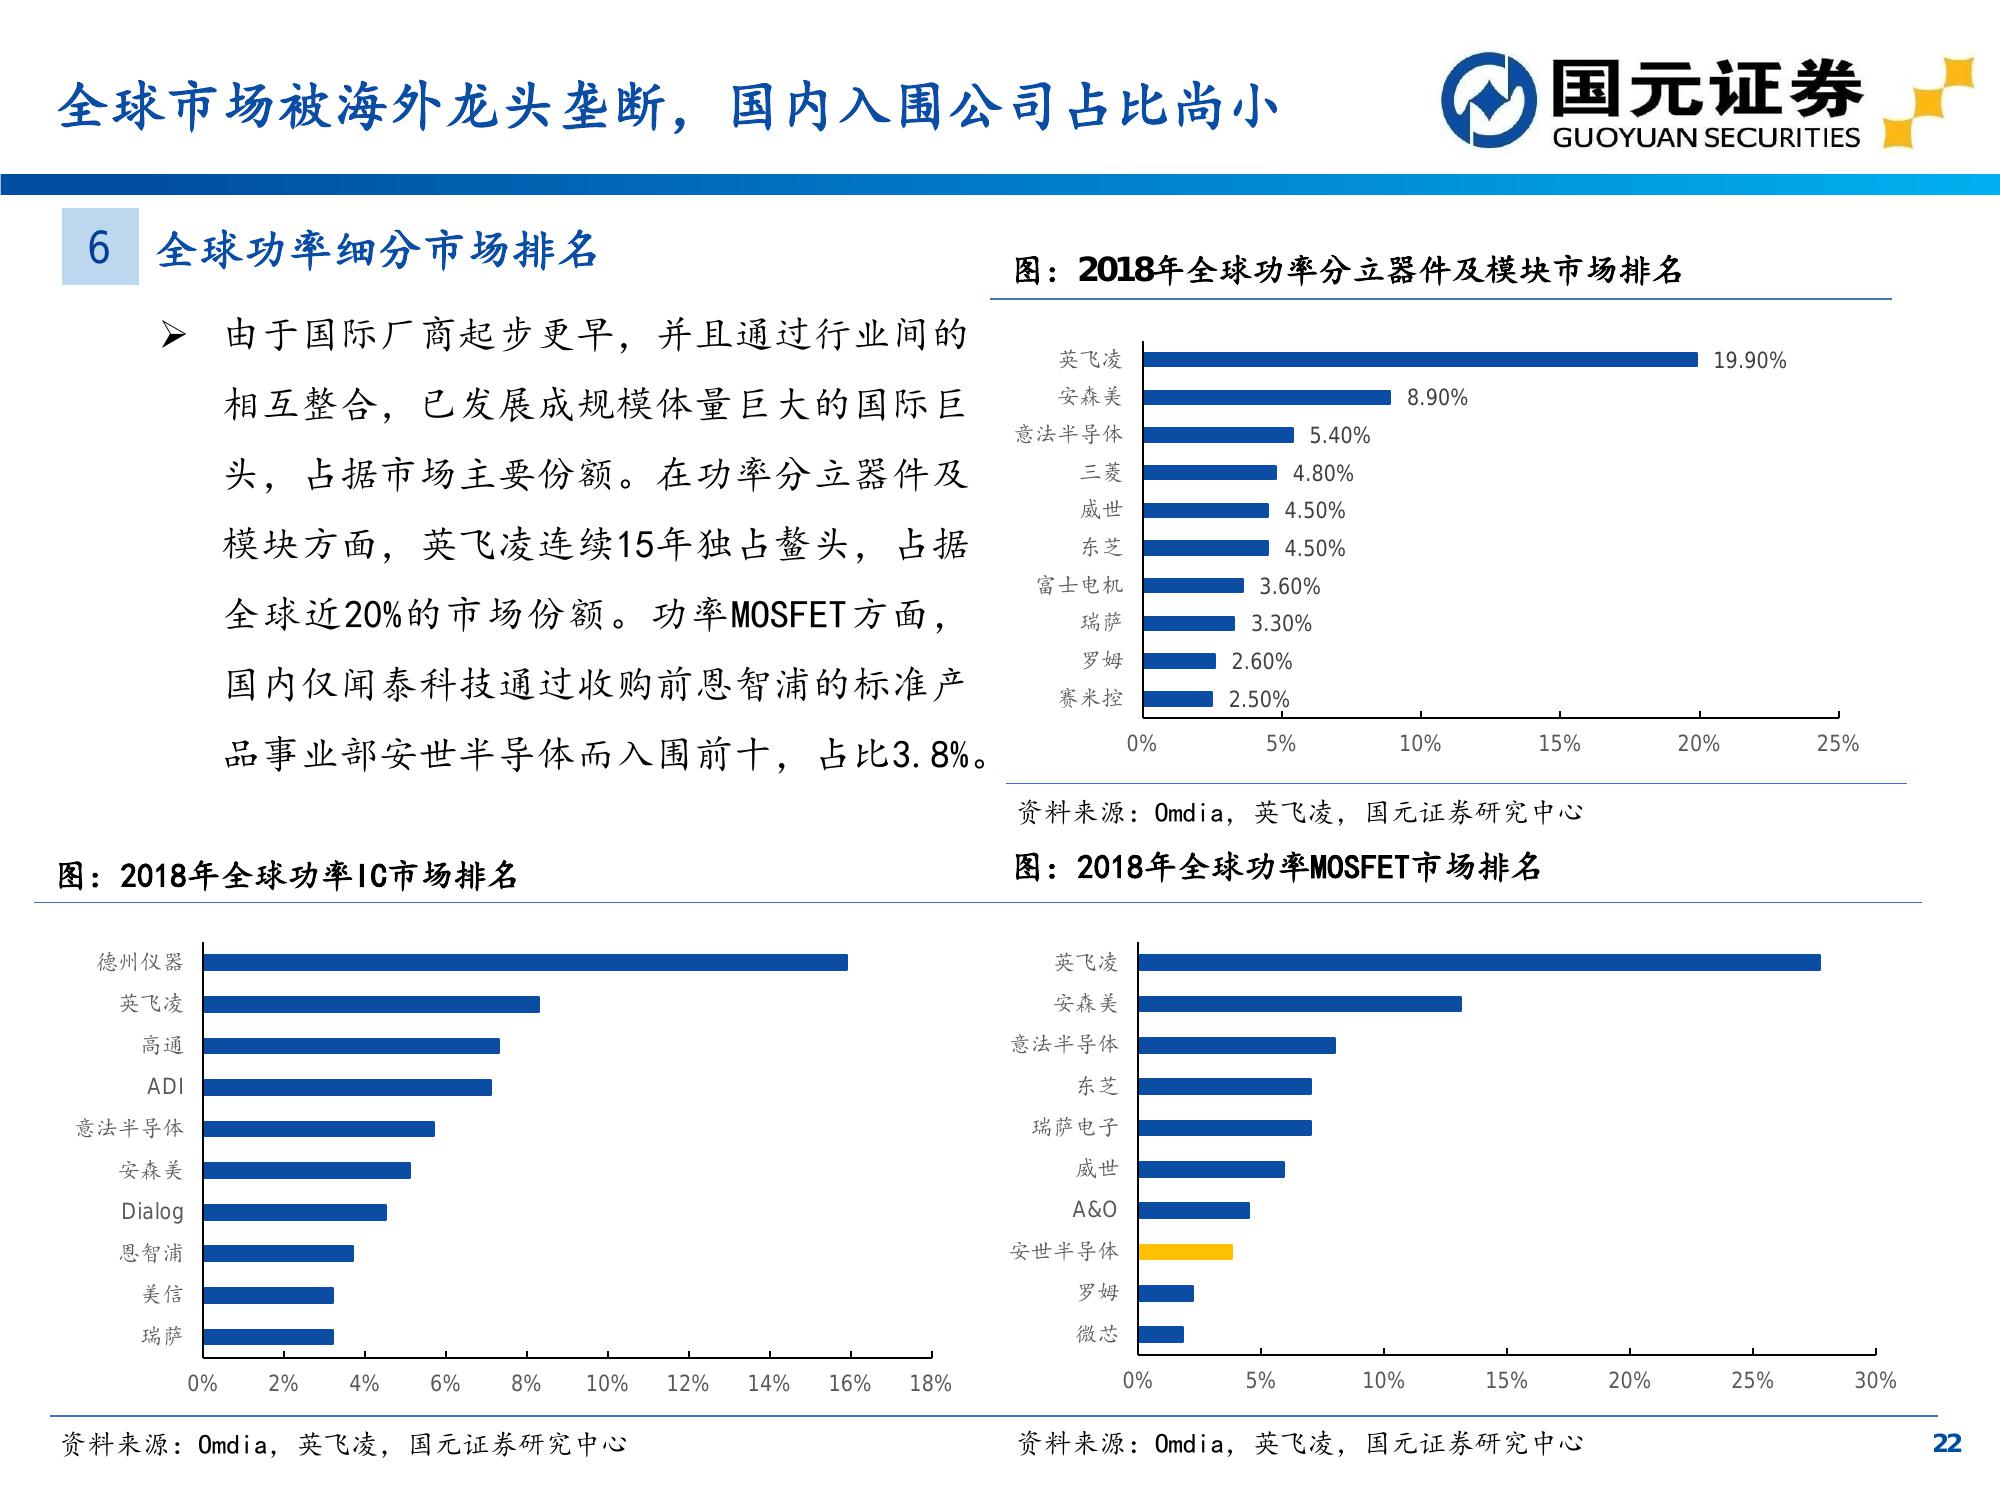 全球市场被海外龙头垄断，国内入围公司占比尚小
国元证券
GUOYUAN SECURITIES
6
全球功率细分市场排名
➢ 由于国际厂商起步更早，并且通过行业间的
相互整合，已发展成规模体量巨大的国际巨
头，占据市场主要份额。在功率分立器件及
模块方面，英飞凌连续15年独占鳌头，占据
全球近20%的市场份额。功率MOSFET方面，
国内仅闻泰科技通过收购前恩智浦的标准产
品事业部安世半导体而入围前十，占比3.8%。
图：2018年全球功率分立器件及模块市场排名
英飞凌 19.90%
安森美 8.90%
意法半导体 5.40%
三菱 4.80%
威世 4.50%
东芝 4.50%
富士电机 3.60%
瑞萨 3.30%
罗姆 2.60%
赛米控 2.50%
0% 5% 10% 15% 20% 25%
资料来源：Omdia，英飞凌，国元证券研究中心
图：2018年全球功率IC市场排名
德州仪器
英飞凌
高通
ADI
意法半导体
安森美
Dialog
恩智浦
美信
瑞萨
0% 2% 4% 6% 8% 10% 12% 14% 16% 18%
资料来源：Omdia，英飞凌，国元证券研究中心
图：2018年全球功率MOSFET市场排名
英飞凌
安森美
意法半导体
东芝
瑞萨电子
威世
A&O
安世半导体
罗姆
微芯
0% 5% 10% 15% 20% 25% 30%
资料来源：Omdia，英飞凌，国元证券研究中心
22